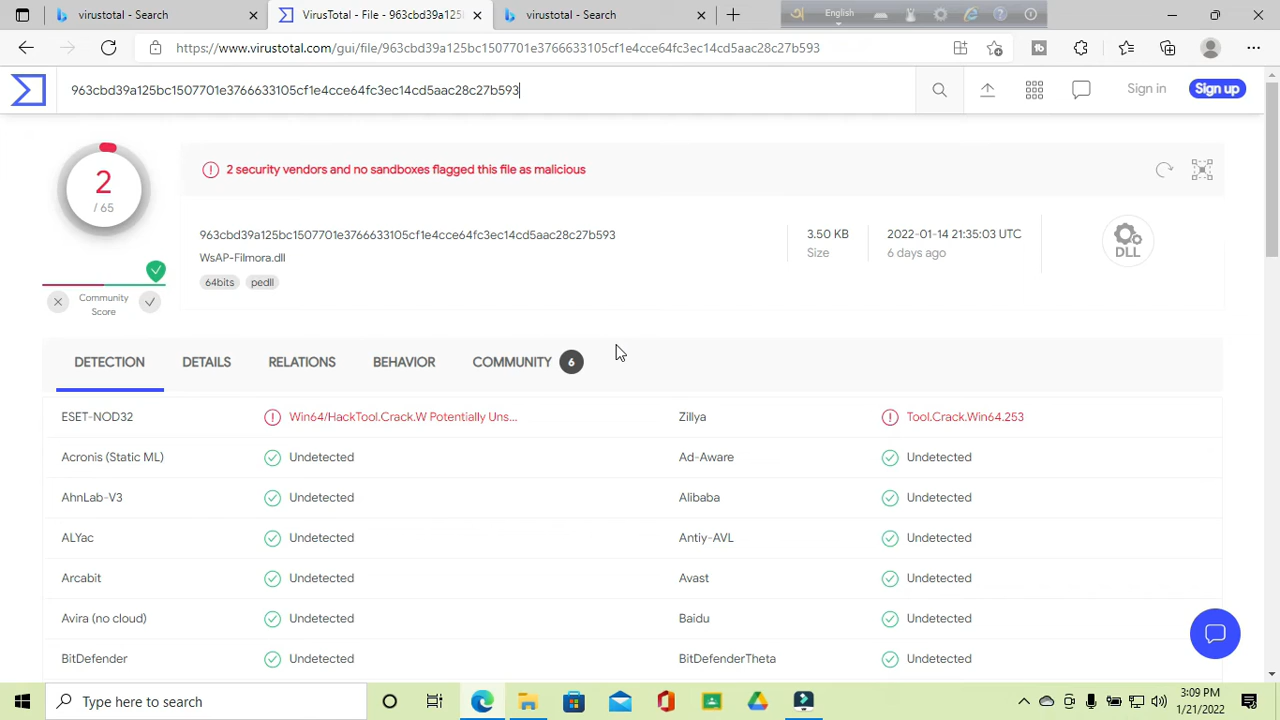 virustotal - Search
VirusTotal - File - 963cbd39a125b
virustotal - Search
English
https://www.virustotal.com/gui/file/963cbd39a125bc1507701e3766633105cf1e4cce64fc3ec14cd5aac28c27b593
963cbd39a125bc1507701e3766633105cf1e4cce64fc3ec14cd5aac28c27b593
Sign in
Sign up
2
/ 65
2 security vendors and no sandboxes flagged this file as malicious
963cbd39a125bc1507701e3766633105cf1e4cce64fc3ec14cd5aac28c27b593
WsAP-Filmora.dll
64bits
pedll
3.50 KB
Size
2022-01-14 21:35:03 UTC
6 days ago
DLL
Community
Score
DETECTION
DETAILS
RELATIONS
BEHAVIOR
COMMUNITY
6
ESET-NOD32 Win64/HackTool.Crack.W Potentially Uns... Zillya Tool.Crack.Win64.253
Acronis (Static ML) Undetected Ad-Aware Undetected
AhnLab-V3 Undetected Alibaba Undetected
ALYac Undetected Antiy-AVL Undetected
Arcabit Undetected Avast Undetected
Avira (no cloud) Undetected Baidu Undetected
BitDefender Undetected BitDefenderTheta Undetected
Type here to search
3:09 PM
1/21/2022